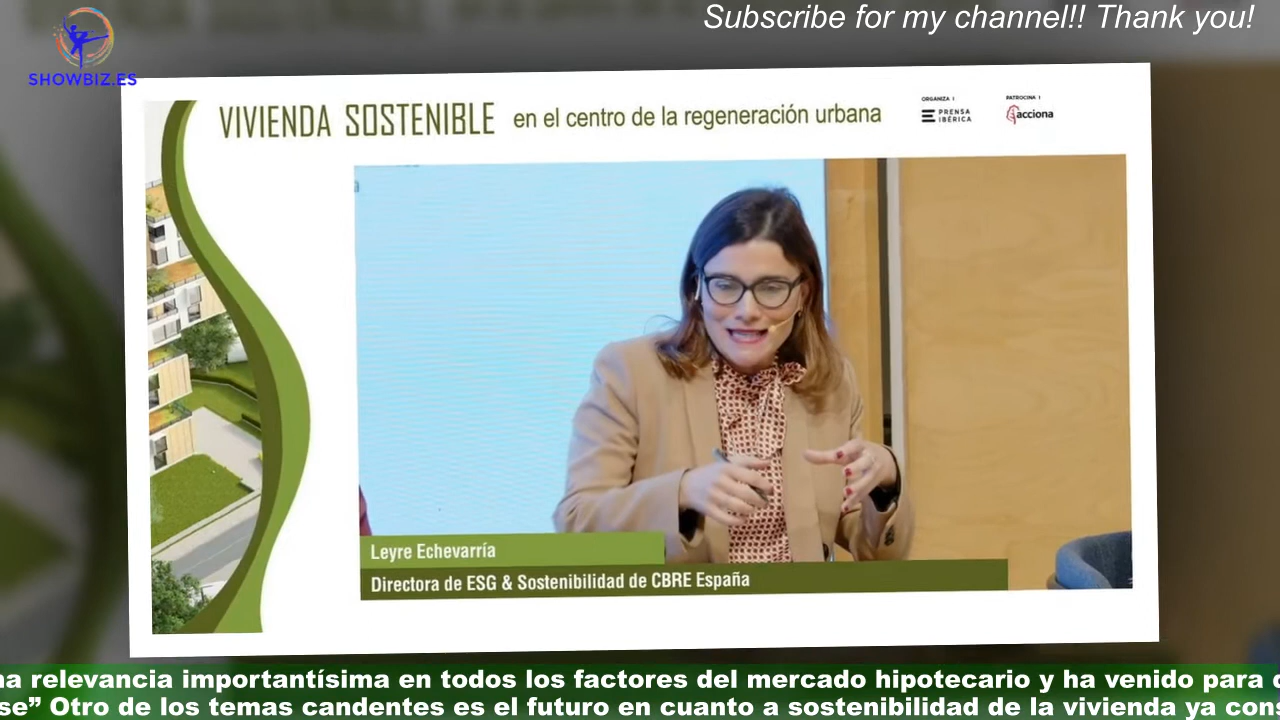 Subscribe for my channel!! Thank you!
SHOWBIZ.ES
VIVIENDA SOSTENIBLE en el centro de la regeneración urbana
ORGANIZA |
PRENSA
IBÉRICA
PATROCINA |
acciona
Leyre Echevarría
Directora de ESG & Sostenibilidad de CBRE España
relevancia importantísima en todos los factores del mercado hipotecario y ha venido para
se” Otro de los temas candentes es el futuro en cuanto a sostenibilidad de la vivienda ya